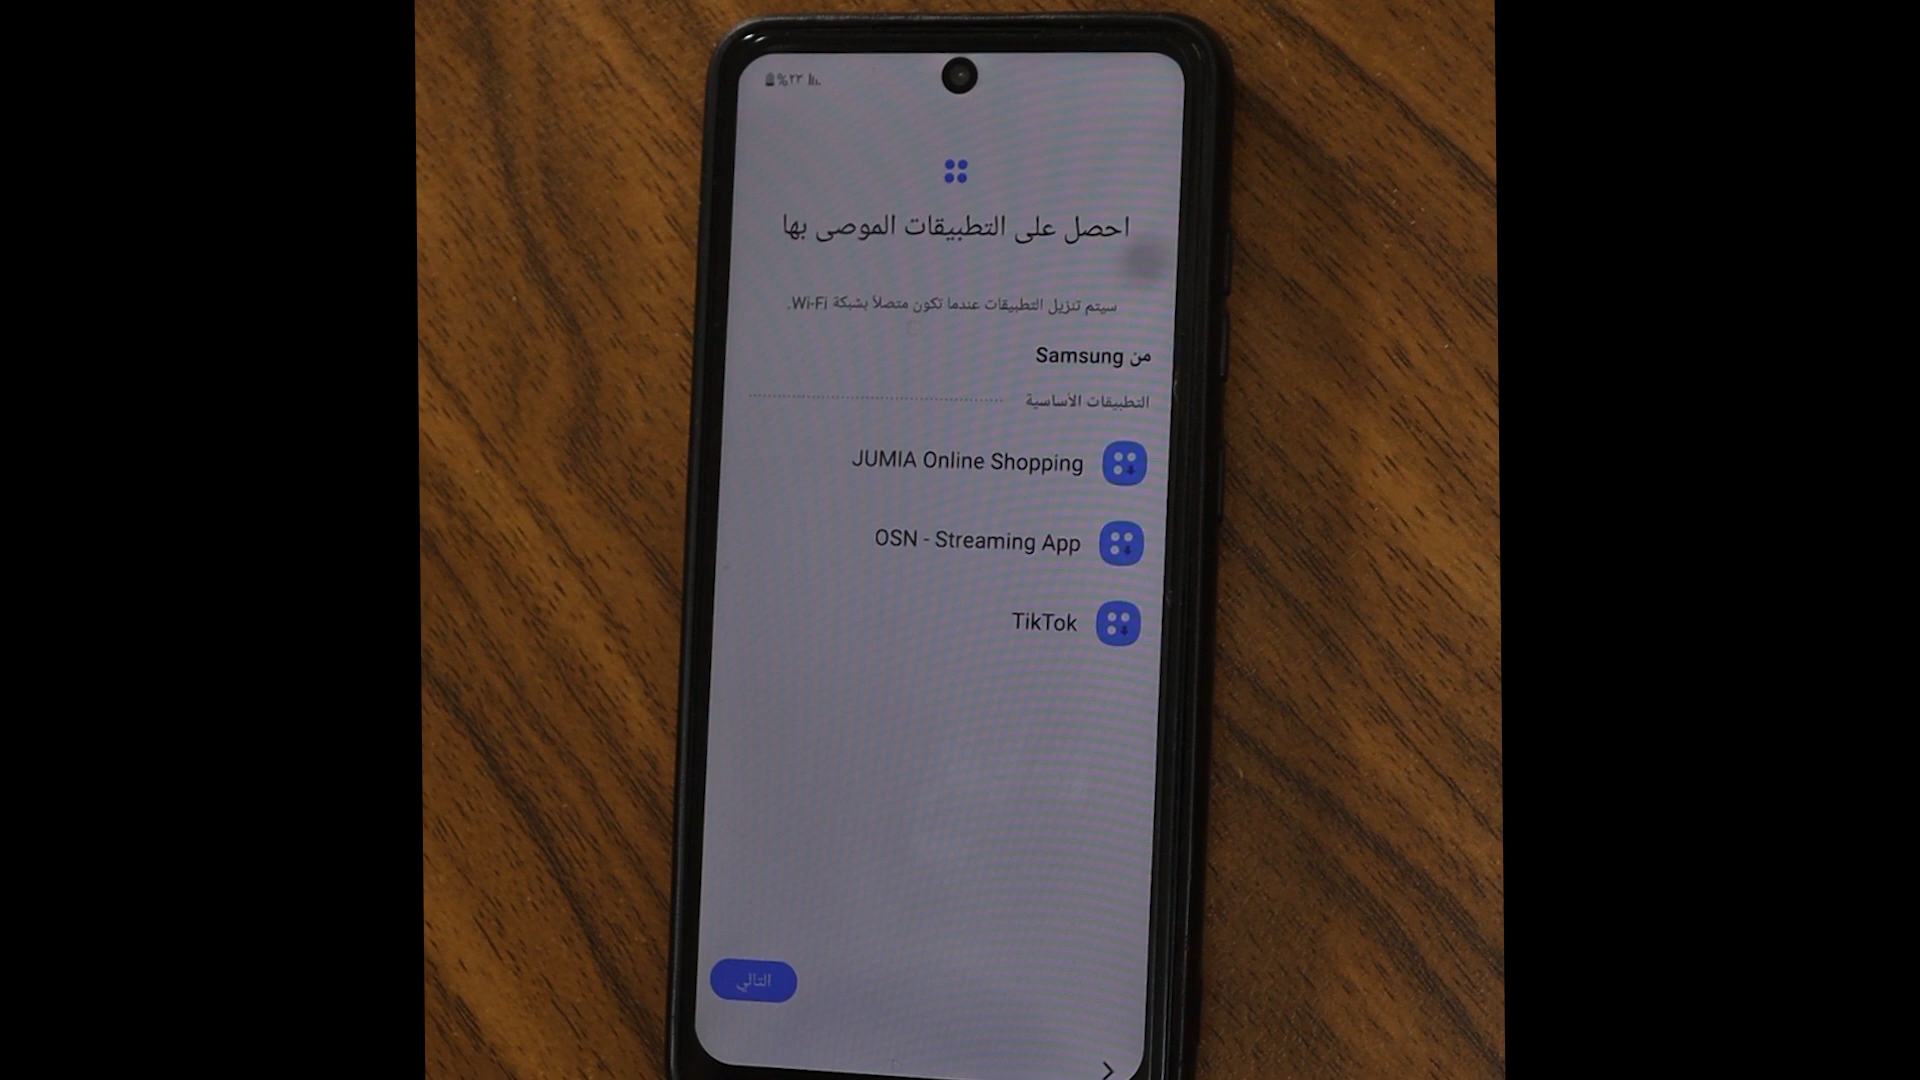 %٢٣
احصل على التطبيقات الموصى بها
سيتم تنزيل التطبيقات عندما تكون متصلاً بشبكة Wi-Fi.
من Samsung
التطبيقات الأساسية
JUMIA Online Shopping
OSN - Streaming App
TikTok
التالي